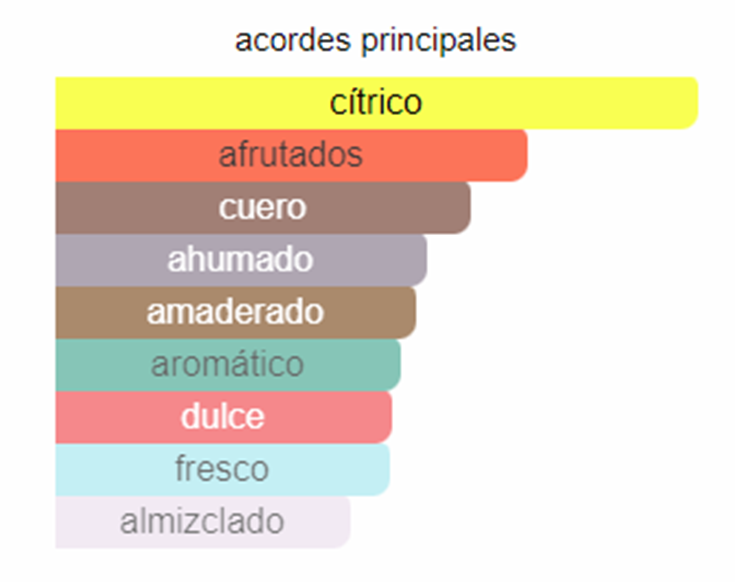 acordes principales
cítrico
afrutados
cuero
ahumado
amaderado
aromático
dulce
fresco
almizclado